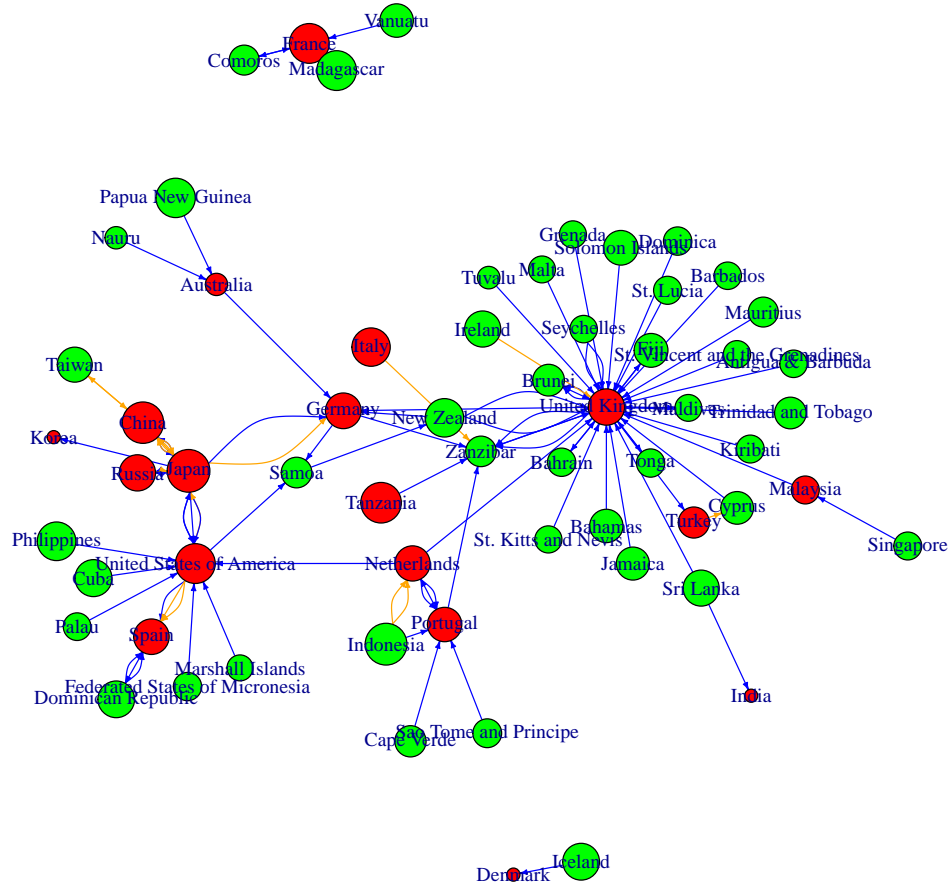 Vanuatu
France
Comoros
Madagascar
Papua New Guinea
Nauru
Australia
Grenada
Solomon Islands
Dominica
Malta
Tuvalu
Barbados
St. Lucia
Mauritius
Ireland
Seychelles
Italy
Fiji
St. Vincent and the Grenadines
Antigua & Barbuda
Taiwan
Brunei
Germany
New Zealand
United Kingdom
Maldives
Trinidad and Tobago
China
Korea
Zanzibar
Kiribati
Russia
Japan
Samoa
Bahrain
Tonga
Malaysia
Tanzania
Cyprus
Turkey
Bahamas
St. Kitts and Nevis
Philippines
Singapore
United States of America
Netherlands
Jamaica
Cuba
Sri Lanka
Palau
Spain
Portugal
Indonesia
Marshall Islands
Federated States of Micronesia
Dominican Republic
India
Sao Tome and Principe
Cape Verde
Iceland
Denmark